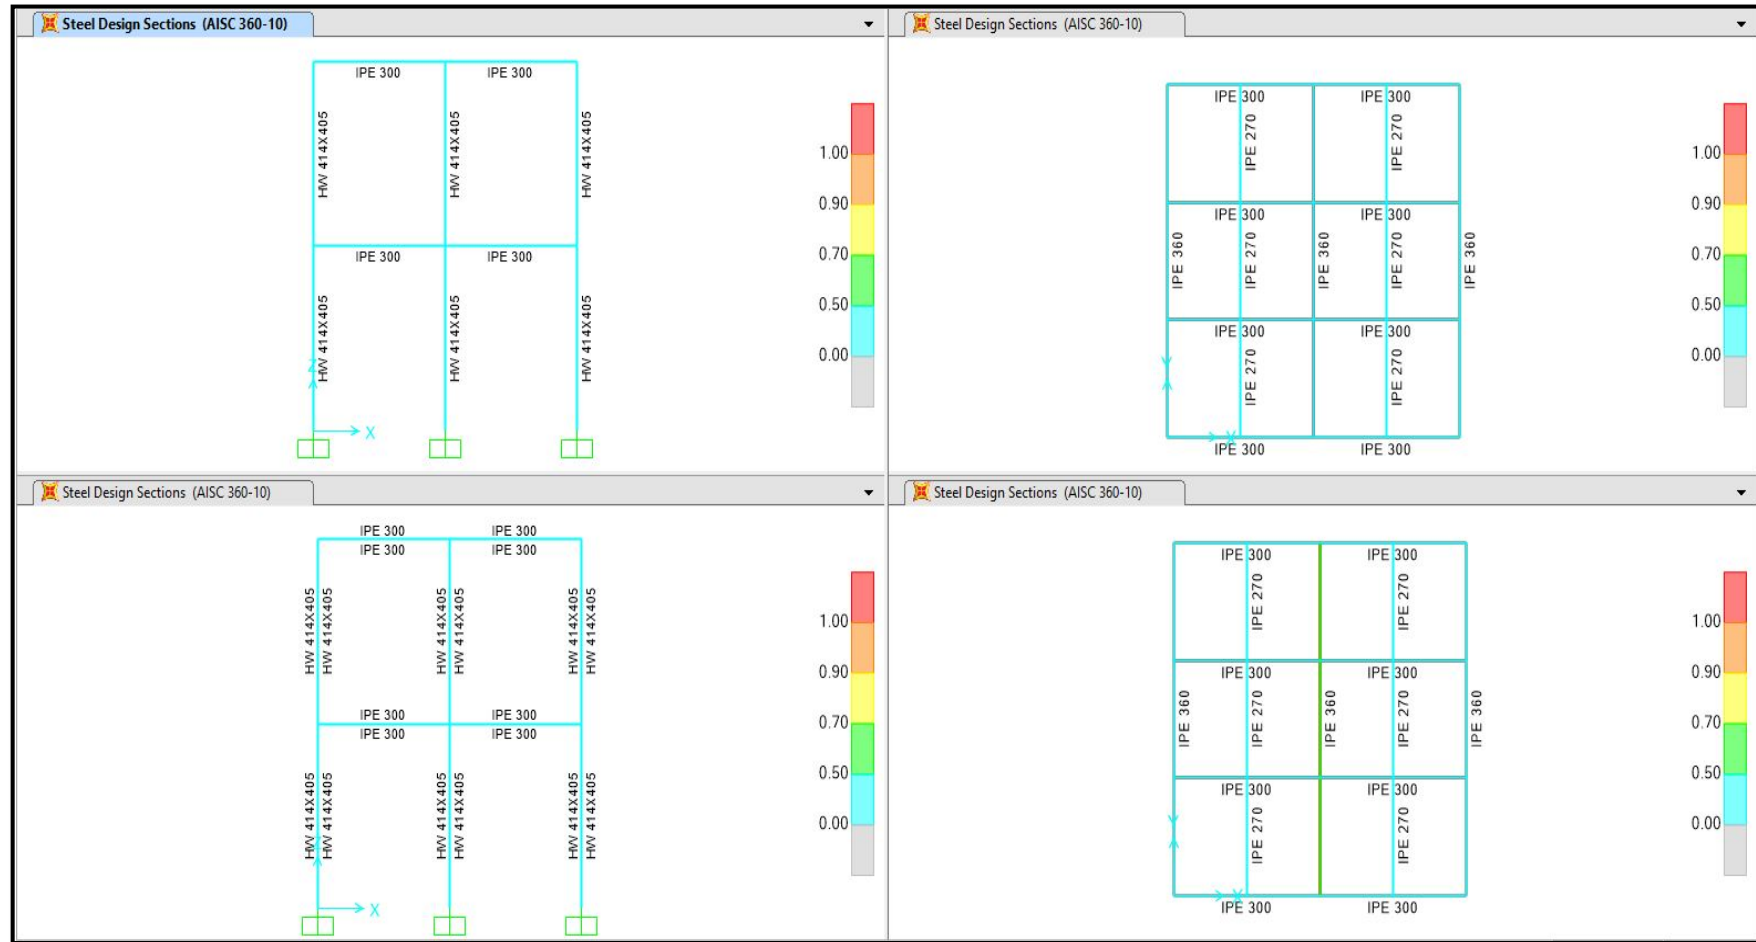 Steel Design Sections (AISC 360-10)
IPE 300 IPE 300
HW 414X405 HW 414X405 HW 414X405
IPE 300 IPE 300
HW 414X405 HW 414X405 HW 414X405
Z
X
1.00
0.90
0.70
0.50
0.00
Steel Design Sections (AISC 360-10)
IPE 300 IPE 300
IPE 270 IPE 270
IPE 300 IPE 300
IPE 360 IPE 270 IPE 360 IPE 270 IPE 360
IPE 300 IPE 300
IPE 270 IPE 270
Y
X
IPE 300 IPE 300
1.00
0.90
0.70
0.50
0.00
Steel Design Sections (AISC 360-10)
IPE 300 IPE 300
IPE 300 IPE 300
HW 414X405 HW 414X405 HW 414X405 HW 414X405 HW 414X405 HW 414X405
IPE 300 IPE 300
IPE 300 IPE 300
HW 414X405 HW 414X405 HW 414X405 HW 414X405 HW 414X405 HW 414X405
X
1.00
0.90
0.70
0.50
0.00
Steel Design Sections (AISC 360-10)
IPE 300 IPE 300
IPE 270 IPE 270
IPE 300 IPE 300
IPE 360 IPE 270 IPE 360 IPE 270 IPE 360
IPE 300 IPE 300
IPE 270 IPE 270
Y
X
IPE 300 IPE 300
1.00
0.90
0.70
0.50
0.00